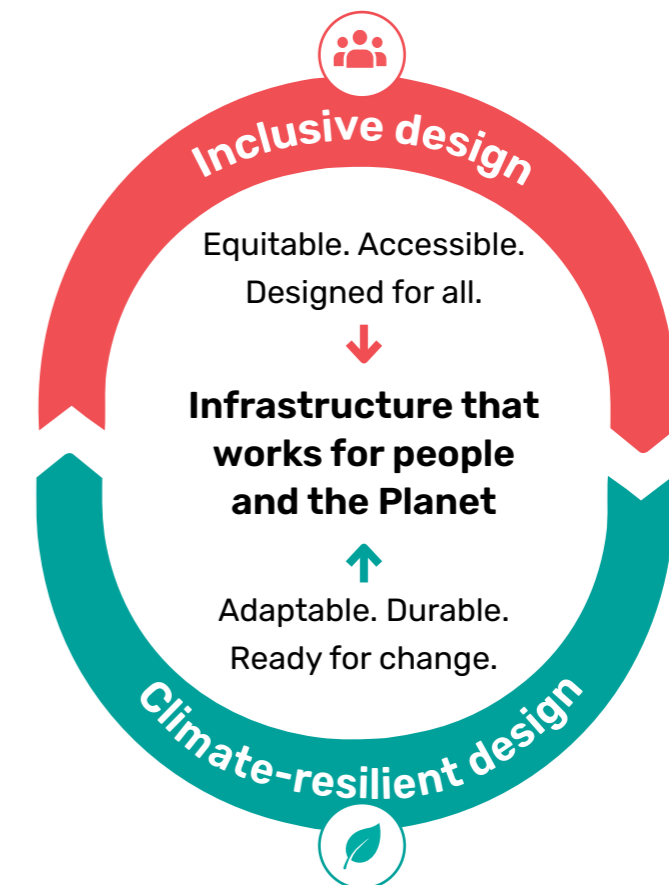 Inclusive design
Equitable. Accessible.
Designed for all.
Infrastructure that
works for people
and the Planet
Adaptable. Durable.
Ready for change.
Climate-resilient design